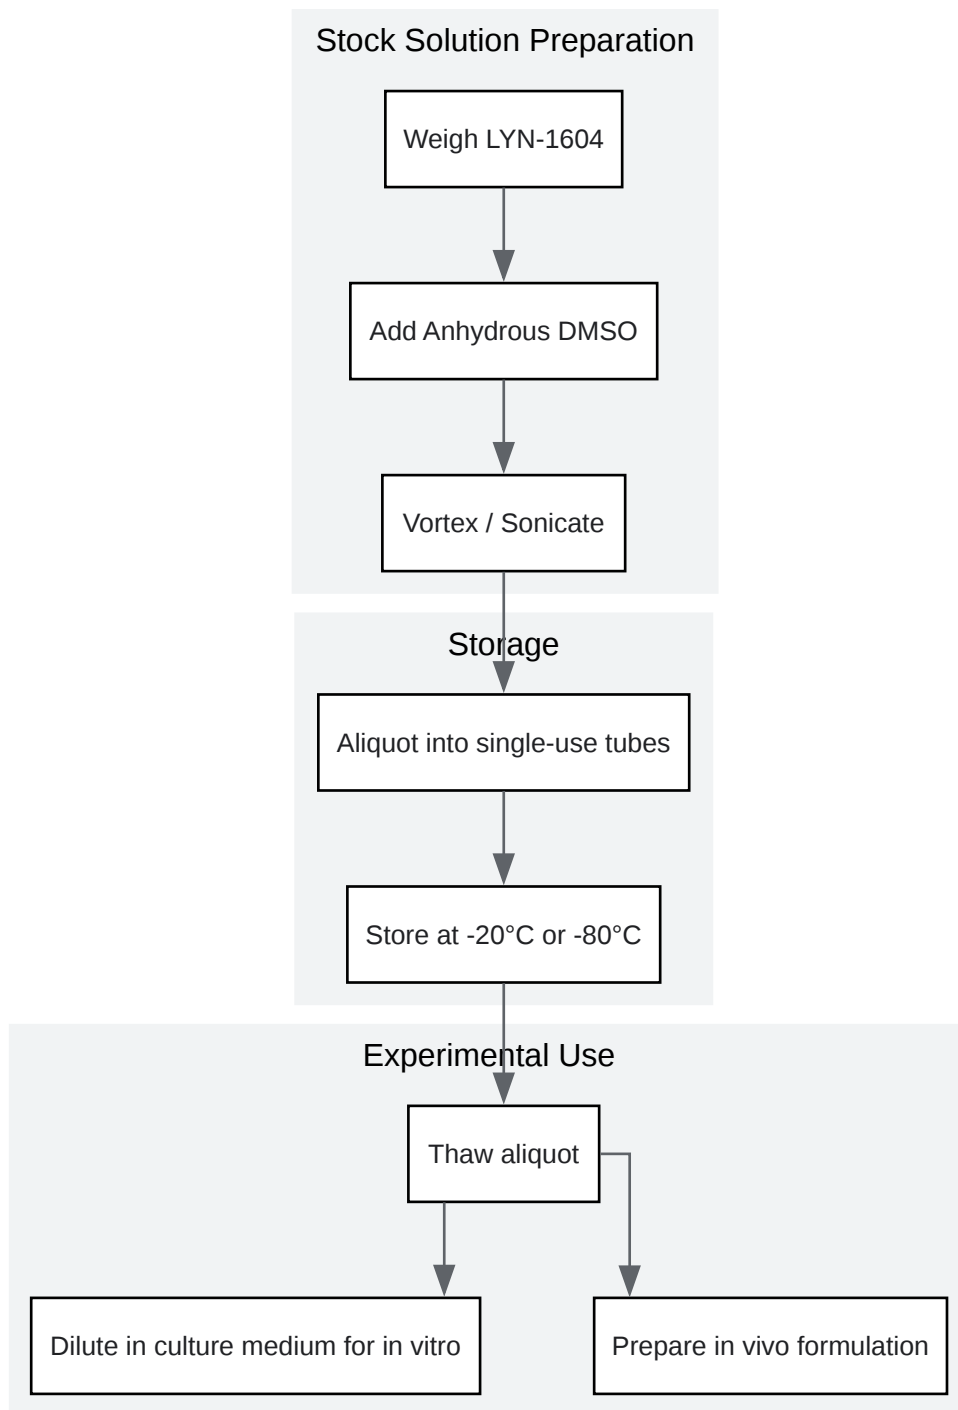 Stock Solution Preparation
Weigh LYN-1604
Add Anhydrous DMSO
Vortex / Sonicate
Storage
Aliquot into single-use tubes
Store at -20°C or -80°C
Experimental Use
Thaw aliquot
Dilute in culture medium for in vitro
Prepare in vivo formulation